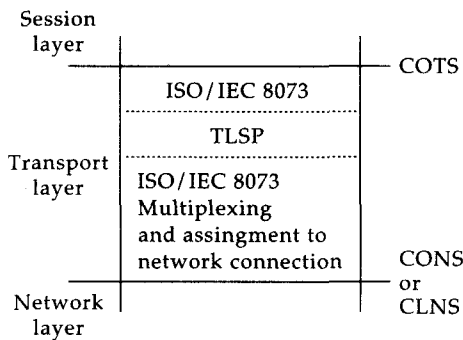 Session
layer
COTS
ISO/IEC 8073
TLSP
Transport
layer
ISO/IEC 8073
Multiplexing
and assingment to
network connection
CONS
or
CLNS
Network
layer